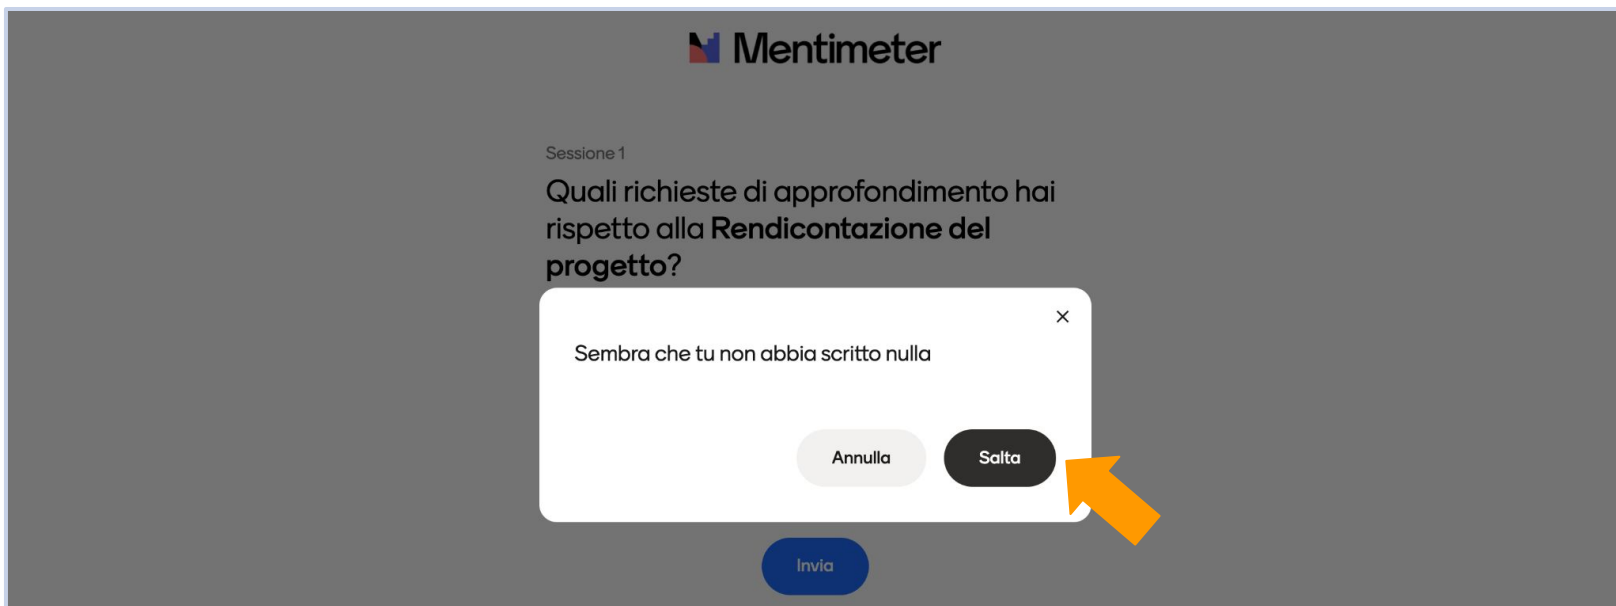 Mentimeter
Sessione 1
Quali richieste di approfondimento hai
rispetto alla Rendicontazione del
progetto?
Sembra che tu non abbia scritto nulla
Annulla
Salta
Invia